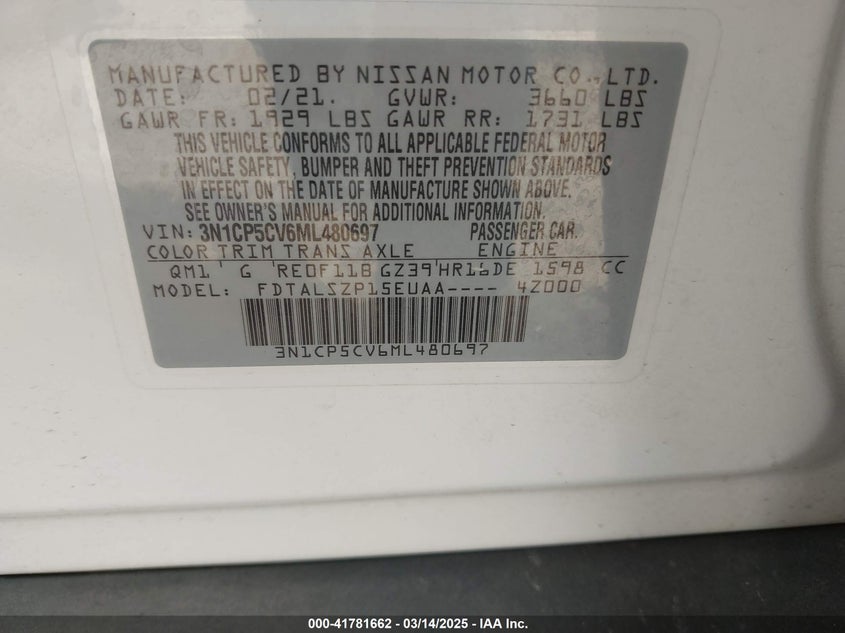 MANUFACTURED BY NISSAN MOTOR CO., LTD.
DATE: 02/21. GVWR: 3660 LBS
GAWR FR: 1929 LBS GAWR RR: 1731 LBS
THIS VEHICLE CONFORMS TO ALL APPLICABLE FEDERAL MOTOR
VEHICLE SAFETY, BUMPER AND THEFT PREVENTION STANDARDS
IN EFFECT ON THE DATE OF MANUFACTURE SHOWN ABOVE.
SEE OWNER'S MANUAL FOR ADDITIONAL INFORMATION.
VIN: 3N1CP5CV6ML480697 PASSENGER CAR.
COLOR TRIM TRANS AXLE ENGINE
QM1 G RE0F11B GZ39 HR16DE 1598 CC
MODEL: FDTALSZP15EUAA---- 4Z000
3N1CP5CV6ML480697
000-41781662 / 03/14/2025 - IAA Inc.